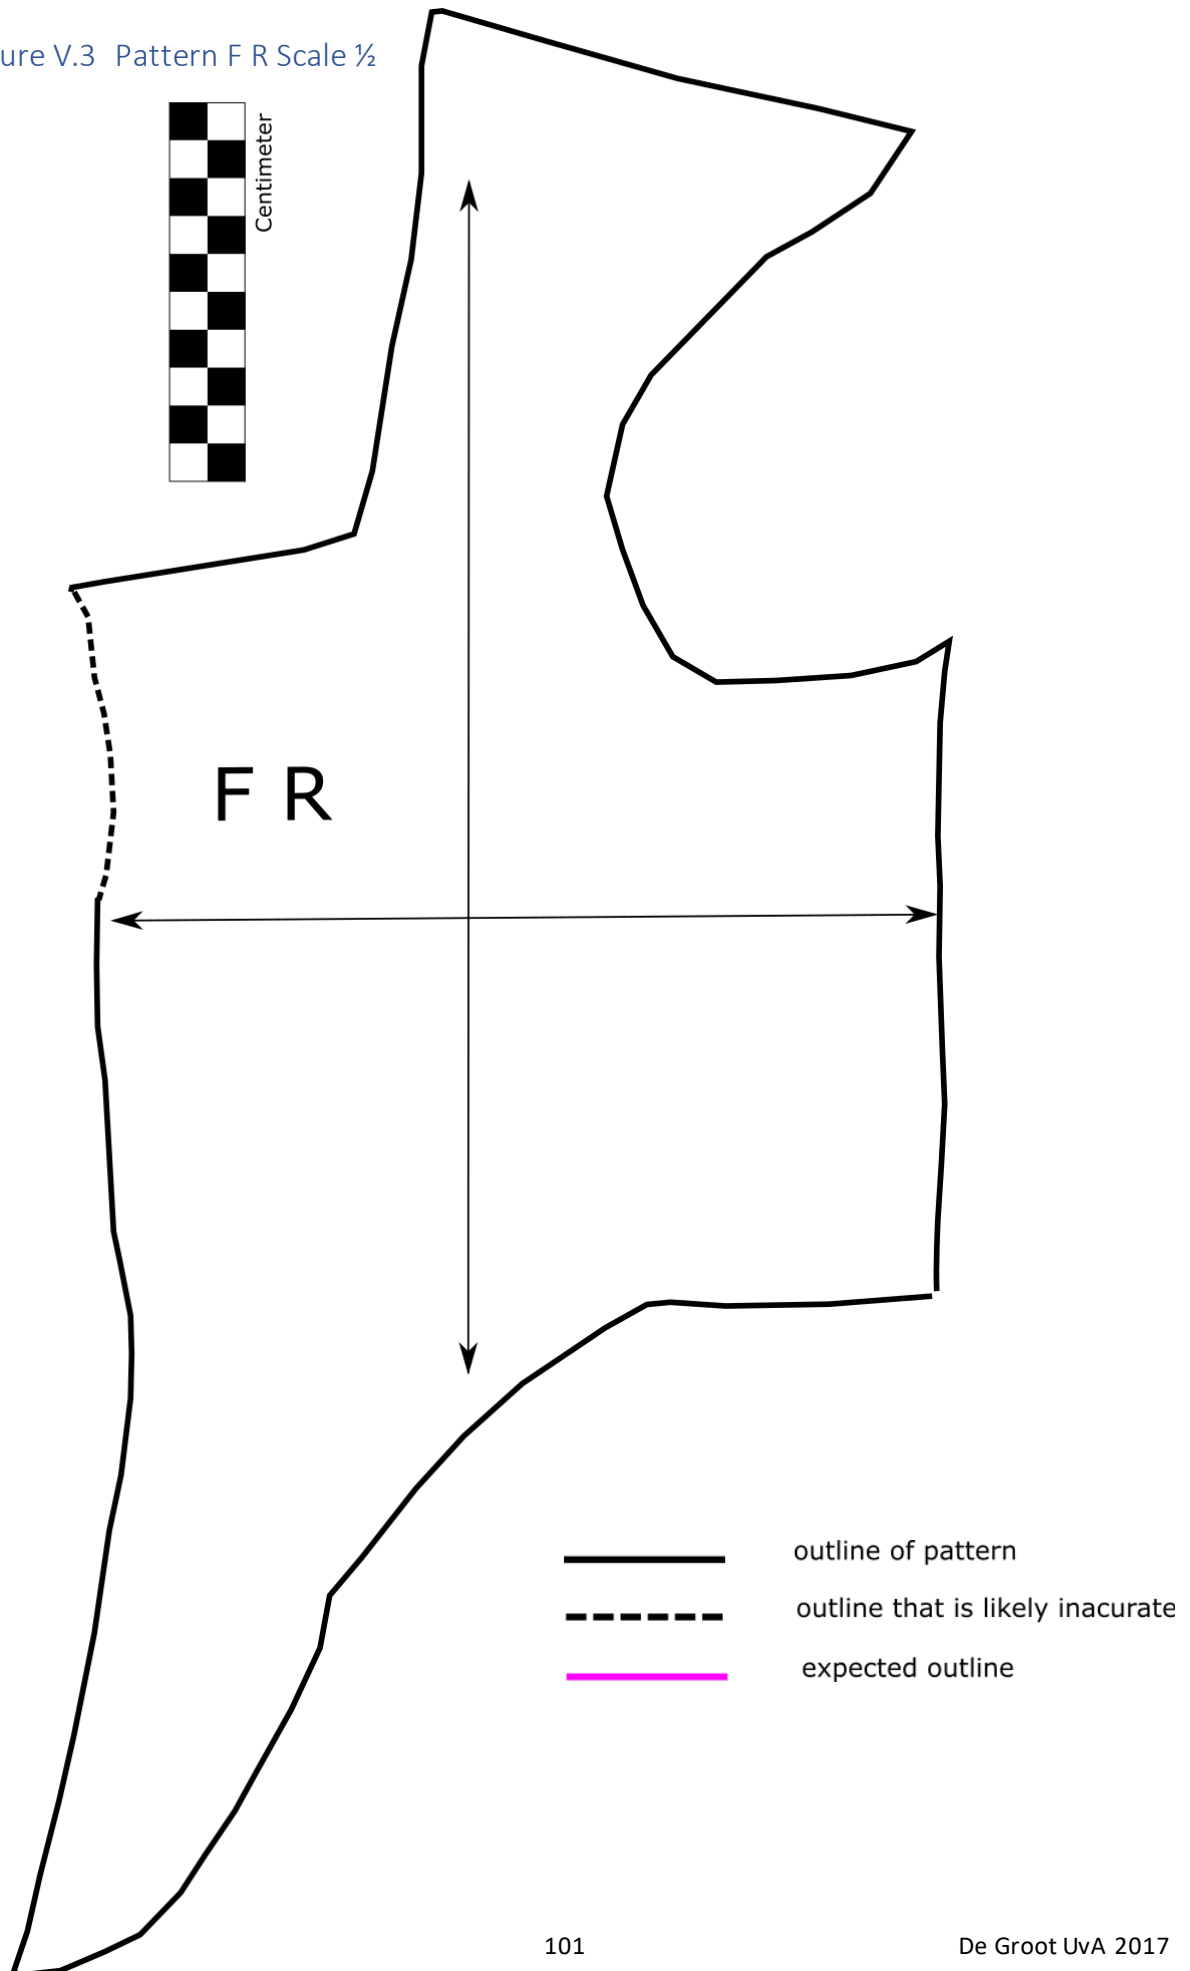 ure V.3 Pattern F R Scale ½
Centimeter
F R
outline of pattern
outline that is likely inacurate
expected outline
101
De Groot UvA 2017